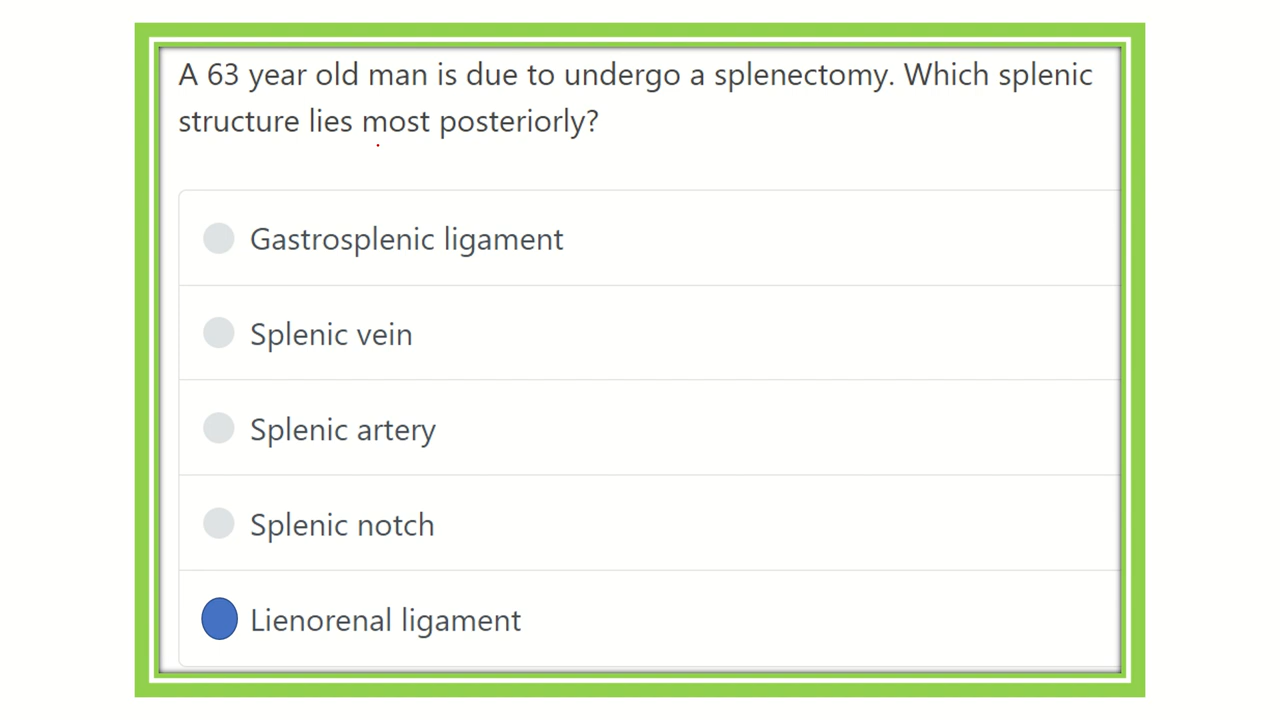 A 63 year old man is due to undergo a splenectomy. Which splenic
structure lies most posteriorly?
Gastrosplenic ligament
Splenic vein
Splenic artery
Splenic notch
Lienorenal ligament